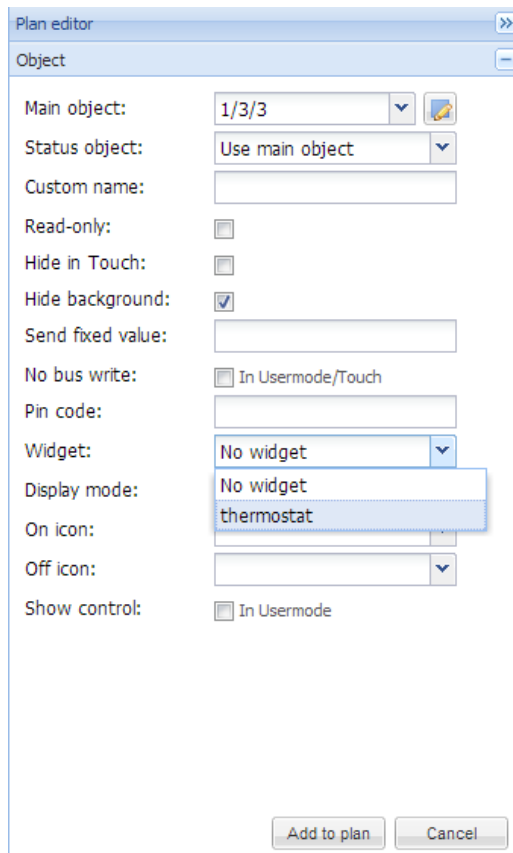 Plan editor
Object
Main object: 1/3/3
Status object: Use main object
Custom name:
Read-only:
Hide in Touch:
Hide background:
Send fixed value:
No bus write: In Usermode/Touch
Pin code:
Widget: No widget
No widget
Display mode:
thermostat
On icon:
Off icon:
Show control: In Usermode
Add to plan Cancel